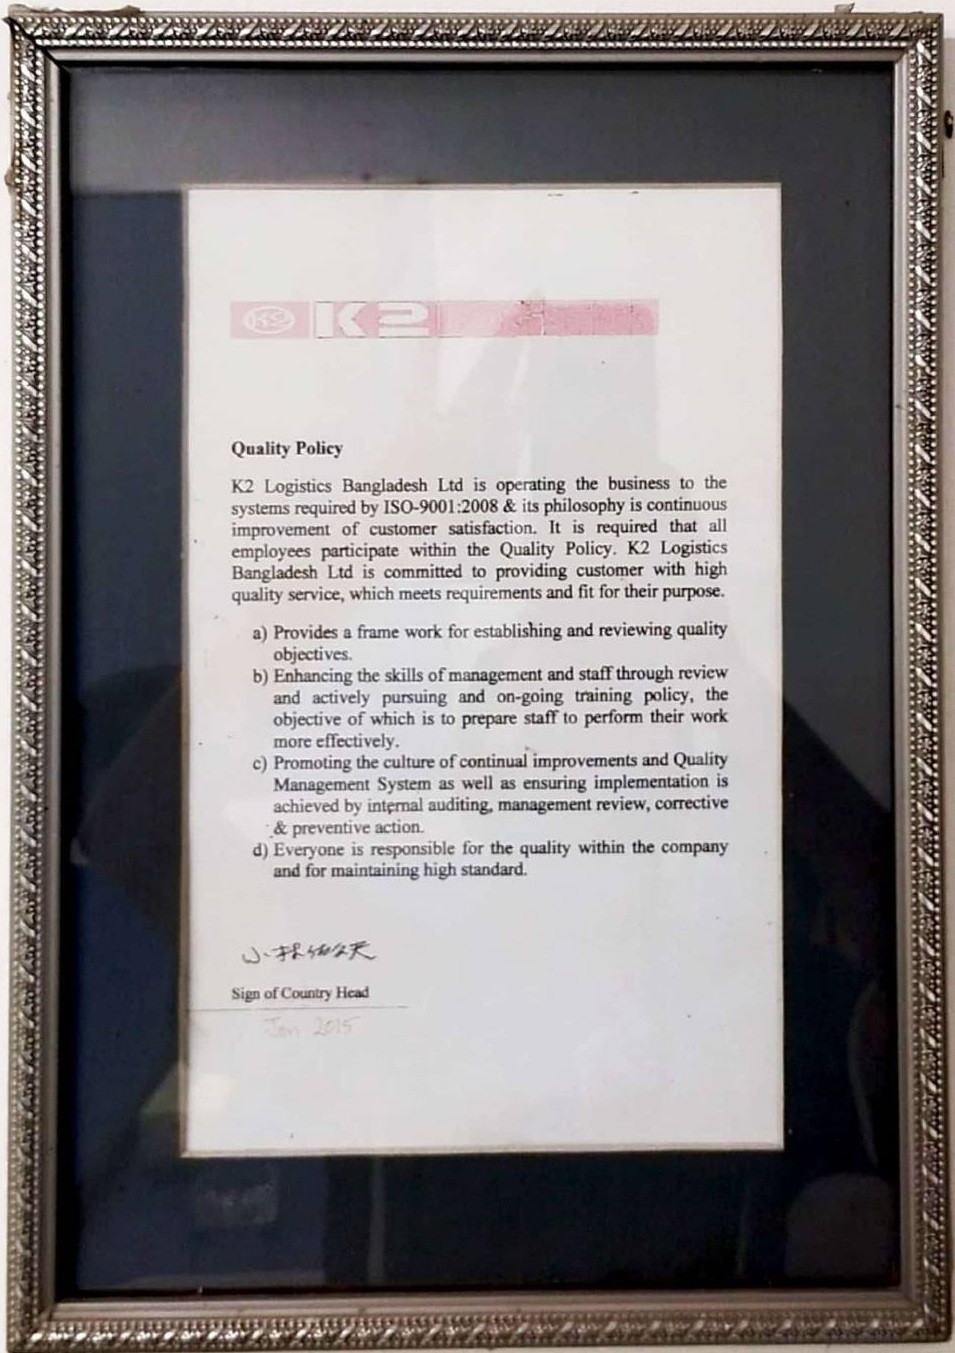 K2 K2
Quality Policy
K2 Logistics Bangladesh Ltd is operating the business to the
systems required by ISO-9001:2008 & its philosophy is continuous
improvement of customer satisfaction. It is required that all
employees participate within the Quality Policy. K2 Logistics
Bangladesh Ltd is committed to providing customer with high
quality service, which meets requirements and fit for their purpose.
a) Provides a frame work for establishing and reviewing quality
objectives.
b) Enhancing the skills of management and staff through review
and actively pursuing and on-going training policy, the
objective of which is to prepare staff to perform their work
more effectively.
c) Promoting the culture of continual improvements and Quality
Management System as well as ensuring implementation is
achieved by internal auditing, management review, corrective
& preventive action.
d) Everyone is responsible for the quality within the company
and for maintaining high standard.
小林
Sign of Country Head
Jan 2015